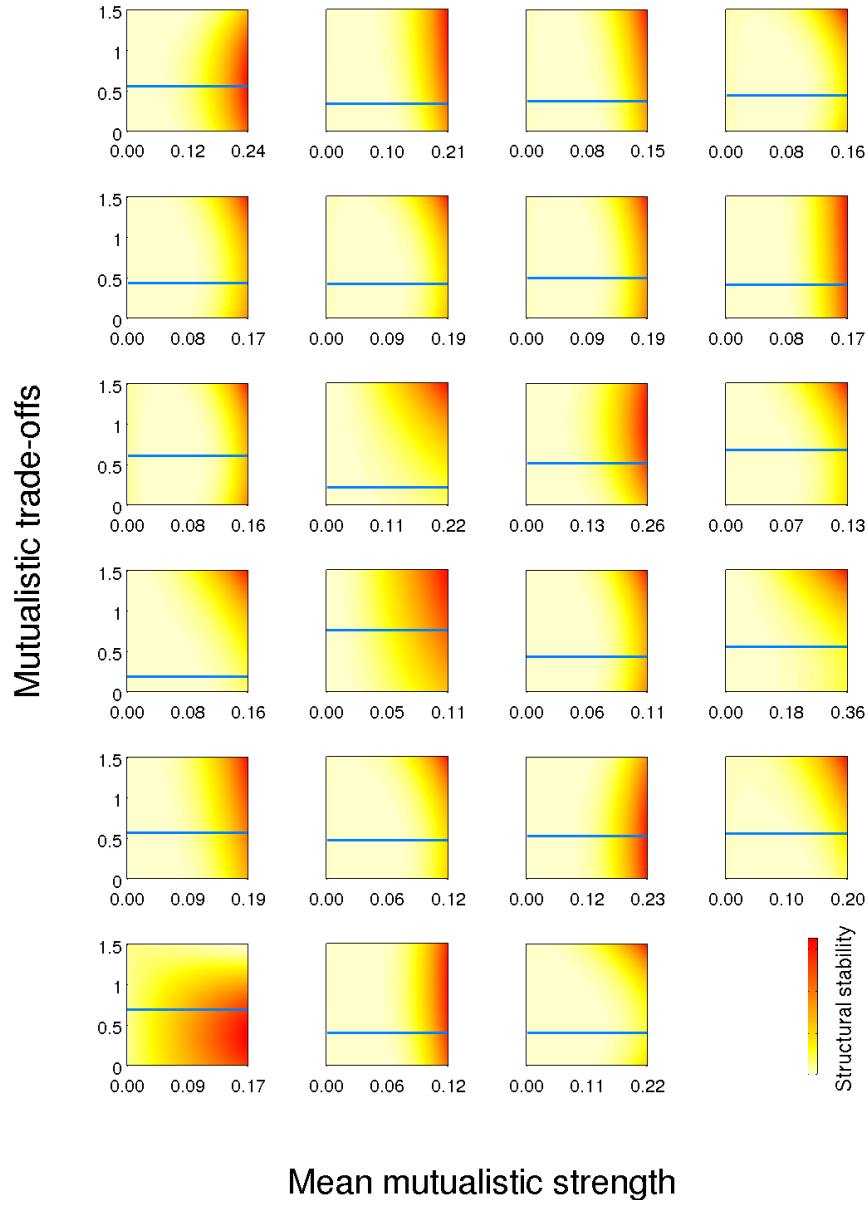 1.5
1
0.5
0
0.00 0.12 0.24 0.00 0.10 0.21 0.00 0.08 0.15 0.00 0.08 0.16
1.5
1
0.5
0
0.00 0.08 0.17 0.00 0.09 0.19 0.00 0.09 0.19 0.00 0.08 0.17
Mutualistic trade-offs
1.5
1
0.5
0
0.00 0.08 0.16 0.00 0.11 0.22 0.00 0.13 0.26 0.00 0.07 0.13
1.5
1
0.5
0
0.00 0.08 0.16 0.00 0.05 0.11 0.00 0.06 0.11 0.00 0.18 0.36
1.5
1
0.5
0
0.00 0.09 0.19 0.00 0.06 0.12 0.00 0.12 0.23 0.00 0.10 0.20
1.5
1
0.5
0
0.00 0.09 0.17 0.00 0.06 0.12 0.00 0.11 0.22
Structural stability
Mean mutualistic strength